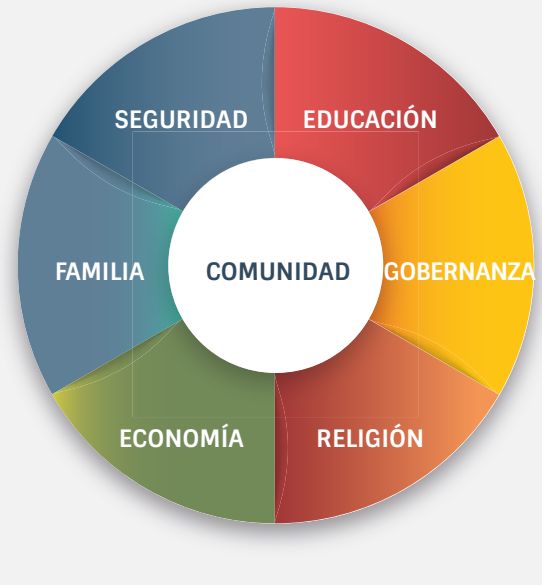 SEGURIDAD
EDUCACIÓN
FAMILIA
COMUNIDAD
GOBERNANZA
ECONOMÍA
RELIGIÓN